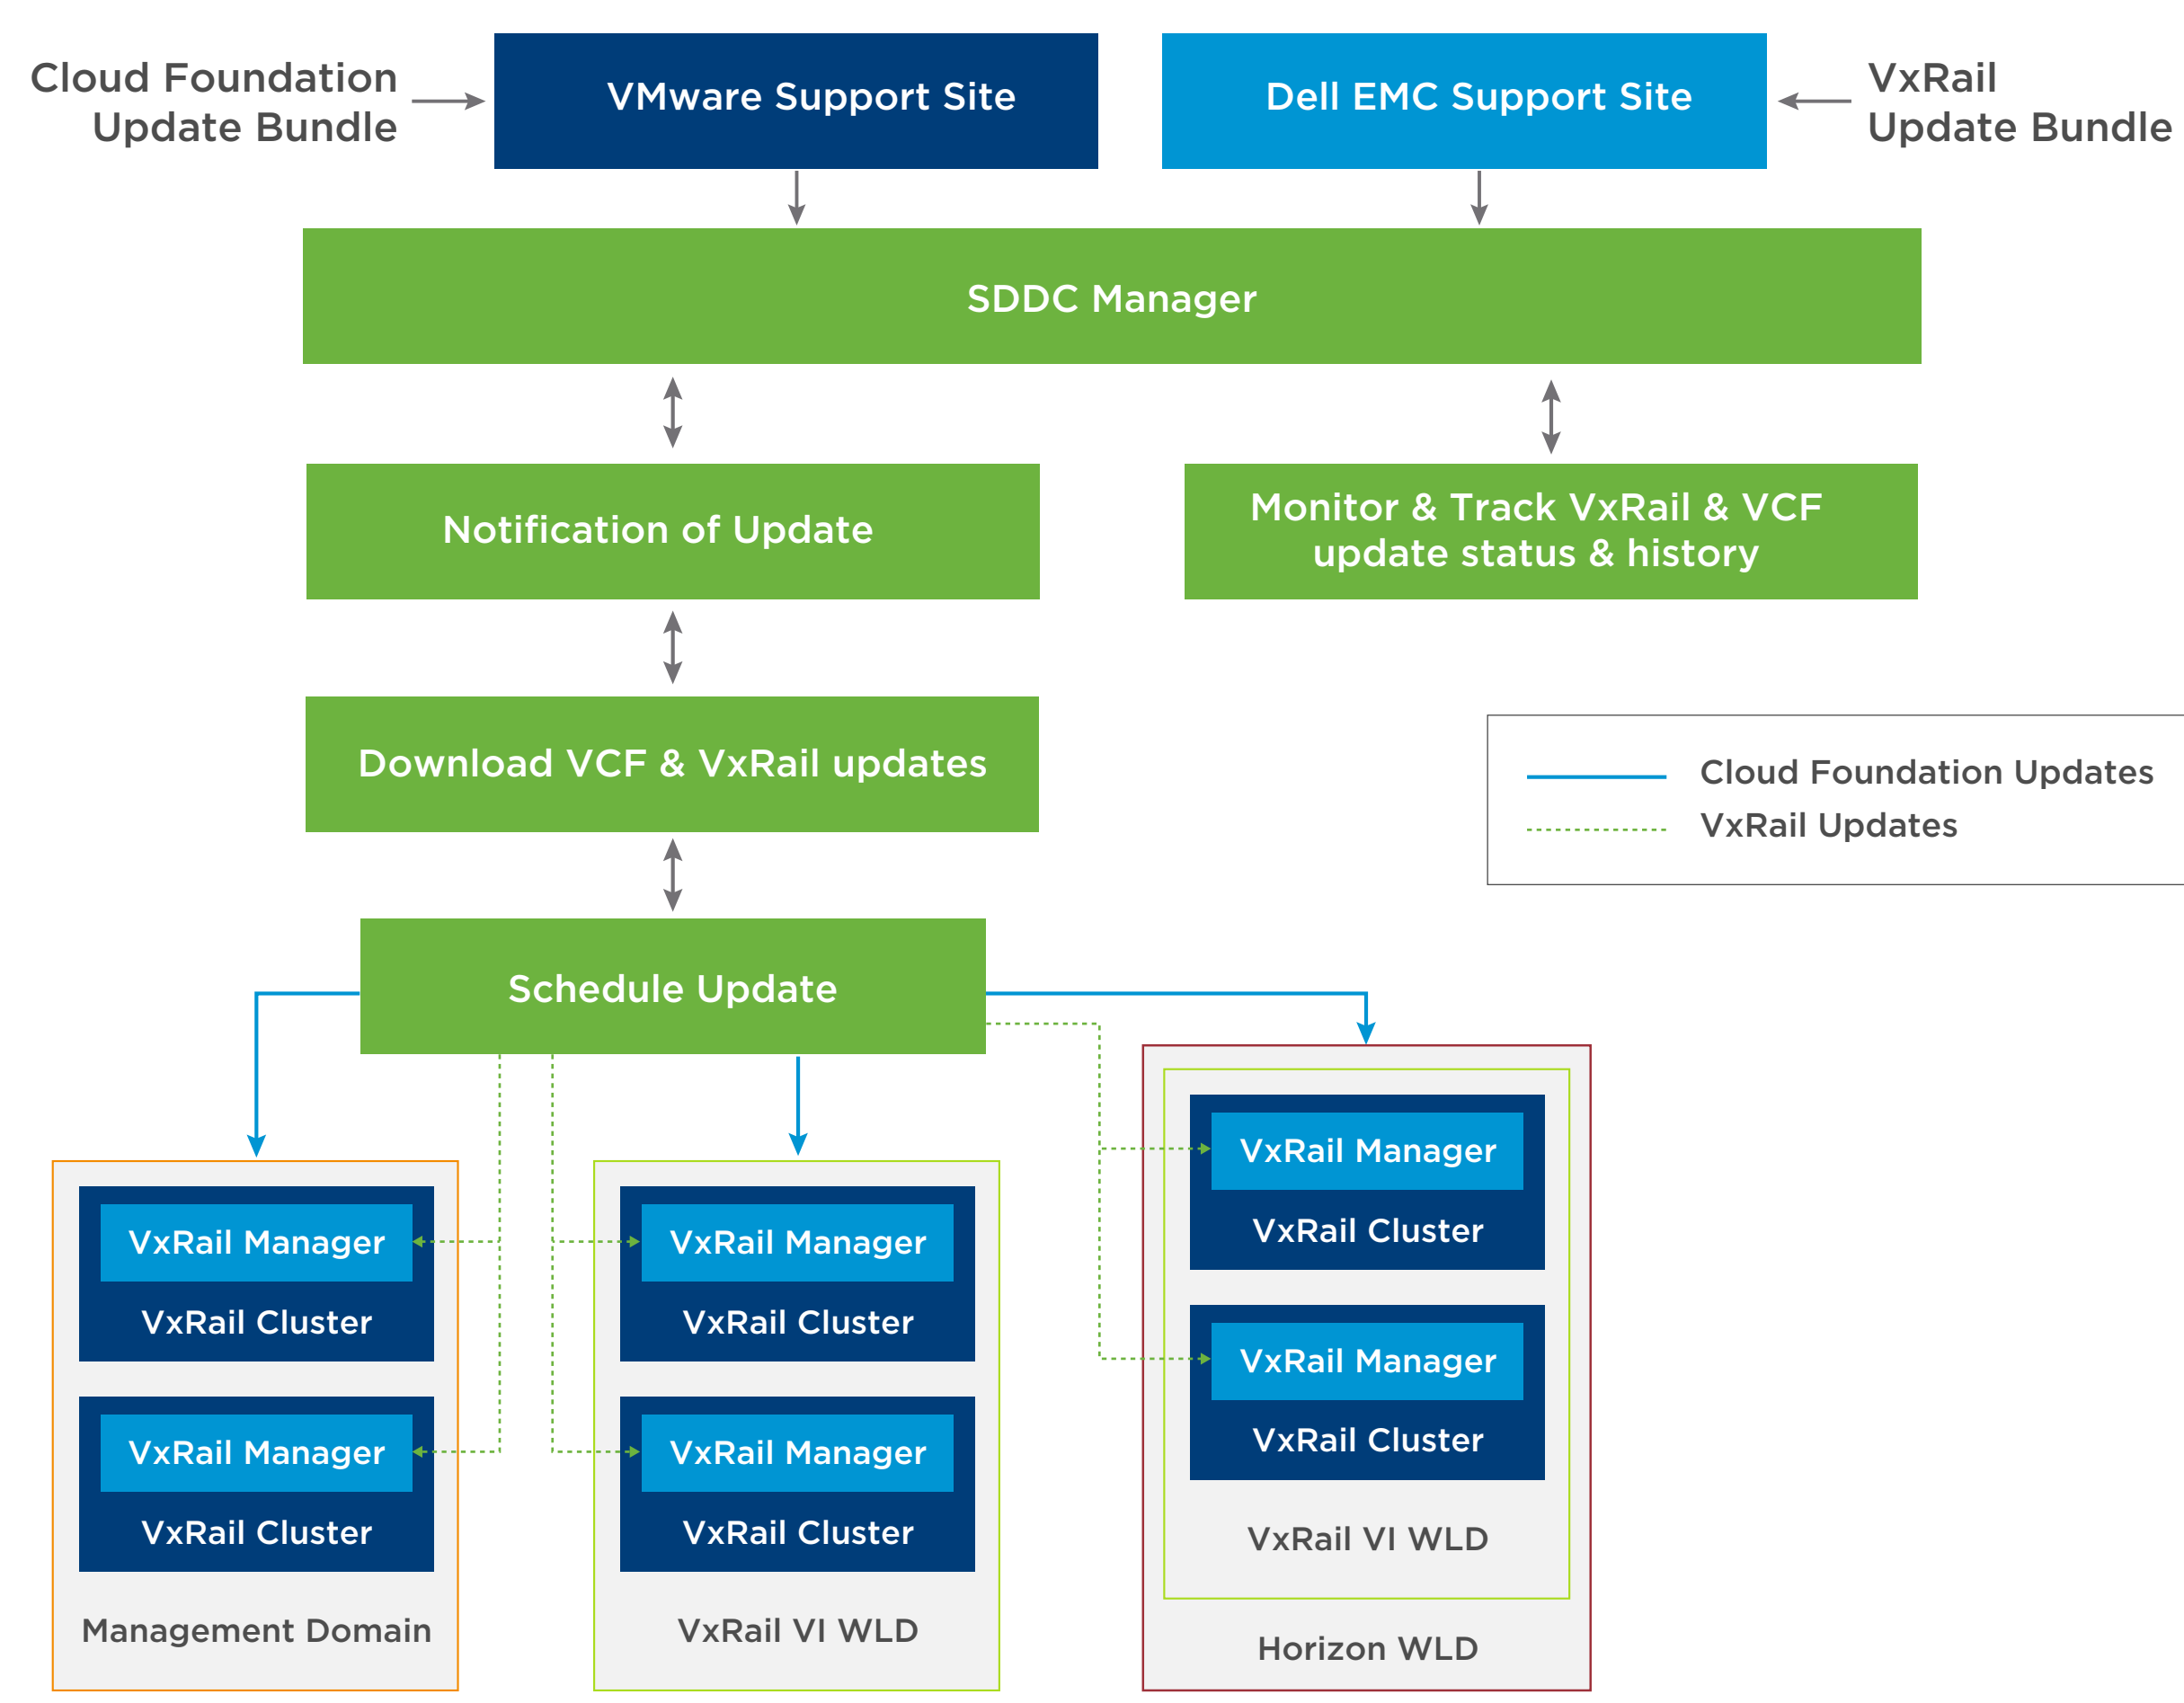 Cloud Foundation
Update Bundle
VMware Support Site
Dell EMC Support Site
VxRail
Update Bundle
SDDC Manager
Notification of Update
Monitor & Track VxRail & VCF
update status & history
Download VCF & VxRail updates
Cloud Foundation Updates
VxRail Updates
Schedule Update
VxRail Manager
VxRail Cluster
VxRail Manager
VxRail Cluster
Management Domain
VxRail Manager
VxRail Cluster
VxRail Manager
VxRail Cluster
VxRail VI WLD
VxRail Manager
VxRail Cluster
VxRail Manager
VxRail Cluster
VxRail VI WLD
Horizon WLD